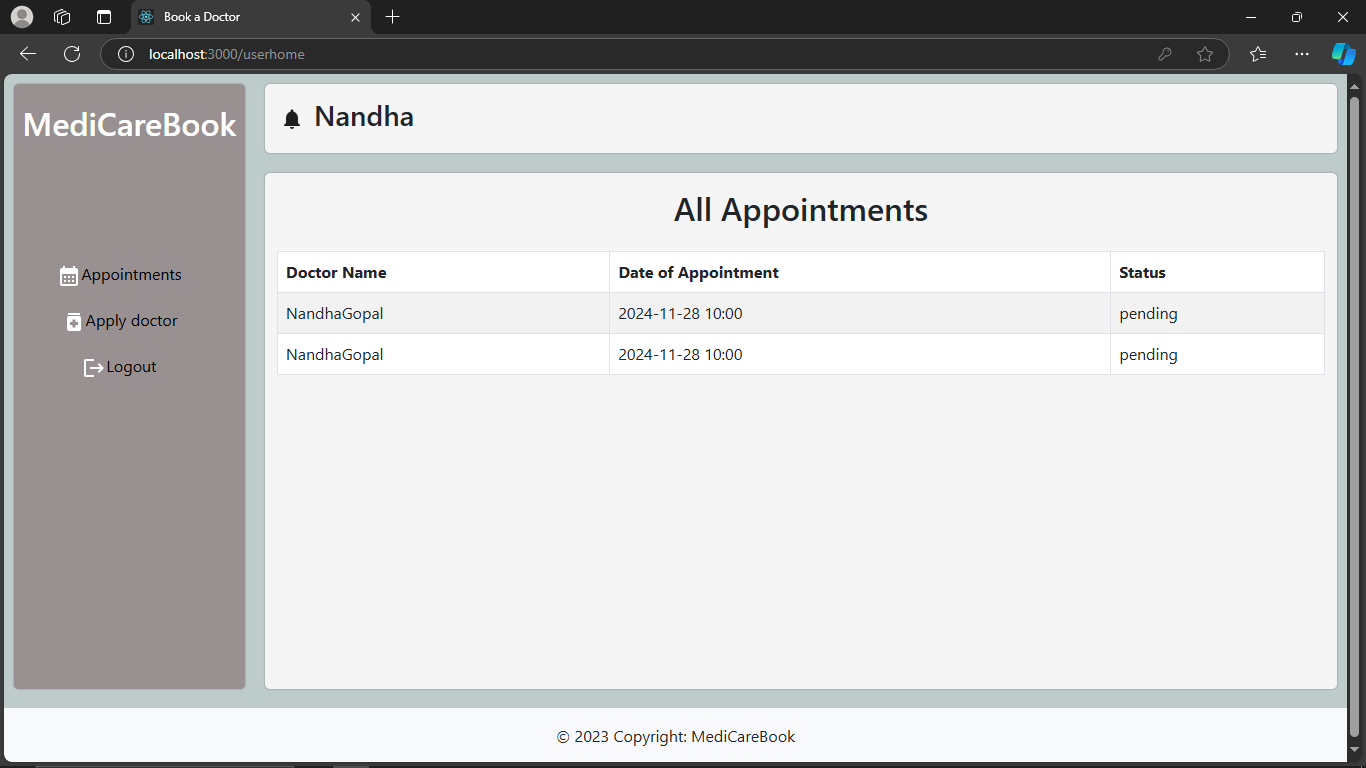 Book a Doctor
localhost:3000/userhome
MediCareBook
Appointments
Apply doctor
Logout
Nandha
All Appointments
Doctor Name Date of Appointment Status
NandhaGopal 2024-11-28 10:00 pending
NandhaGopal 2024-11-28 10:00 pending
© 2023 Copyright: MediCareBook